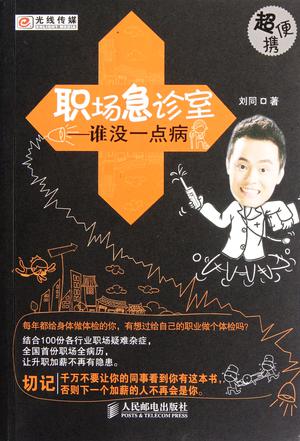 光线传媒
ENLIGHT MEDIA
超便携
职场急诊室
—谁没一点病
刘同 口 著
每年都给身体做体检的你，有想过给自己的职业做个体检吗？
结合100份各行业职场疑难杂症，
全国首份职场全病历，
让升职加薪不再有隐患。
切记 千万不要让你的同事看到你有这本书，
否则下一个加薪的人不再会是你。
人民邮电出版社
POSTS & TELECOM PRESS